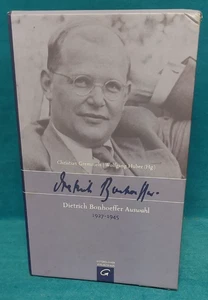 Christian Gremmels / Wolfgang Huber (Hg.)
Dietrich Bonhoeffer
Dietrich Bonhoeffer Auswahl
1927-1945
G